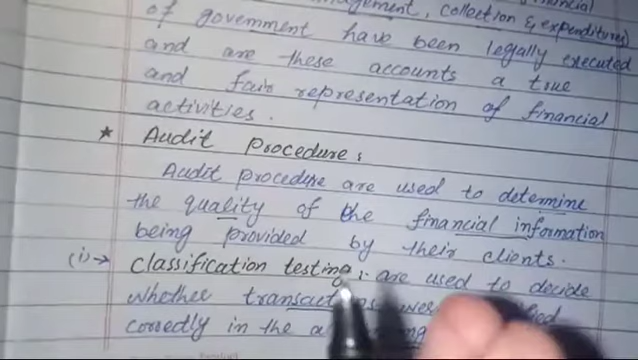 collection & expenditures)
of government have been legally executed
and are these accounts a true
and fair representation of financial
activities.
* Audit Procedure:
Audit procedure are used to determine
the quality of the financial information
being provided by their clients.
(i)→ Classification testing: are used to decide
whether
correctly in the